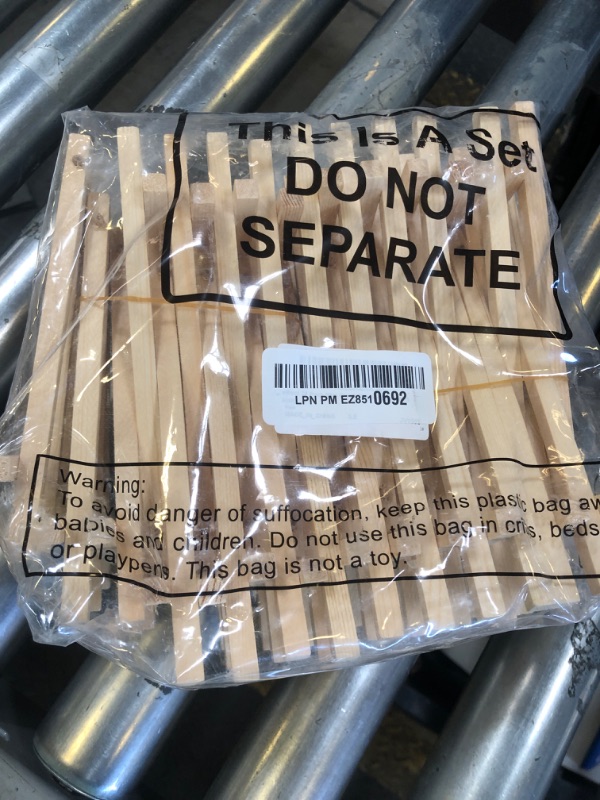 This Is A Set
DO NOT
SEPARATE
LPN PM EZ8510692
Warning:
To avoid danger of suffocation, keep this plastic bag aw
babies and children. Do not use this bag in cribs, beds
or playpens. This bag is not a toy.